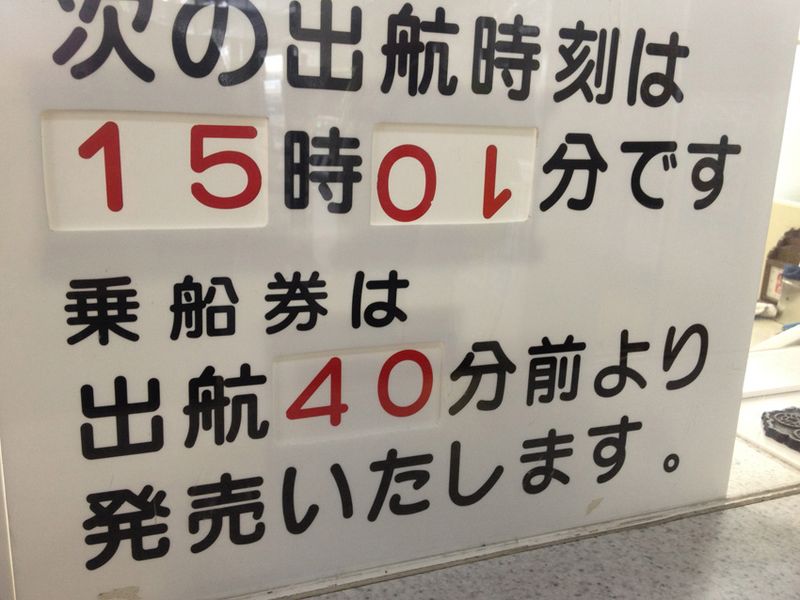 次の出航時刻は
15時01分です
乗船券は
出航40分前より
発売いたします。